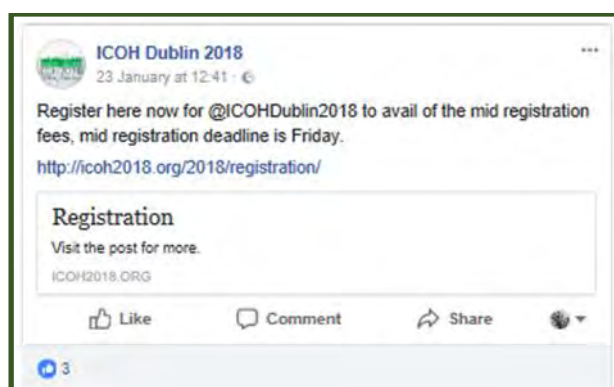 ICOH Dublin 2018
23 January at 12:41 ·
Register here now for @ICOHDublin2018 to avail of the mid registration
fees, mid registration deadline is Friday.
http://icoh2018.org/2018/registration/
Registration
Visit the post for more.
ICOH2018.ORG
Like Comment Share
3